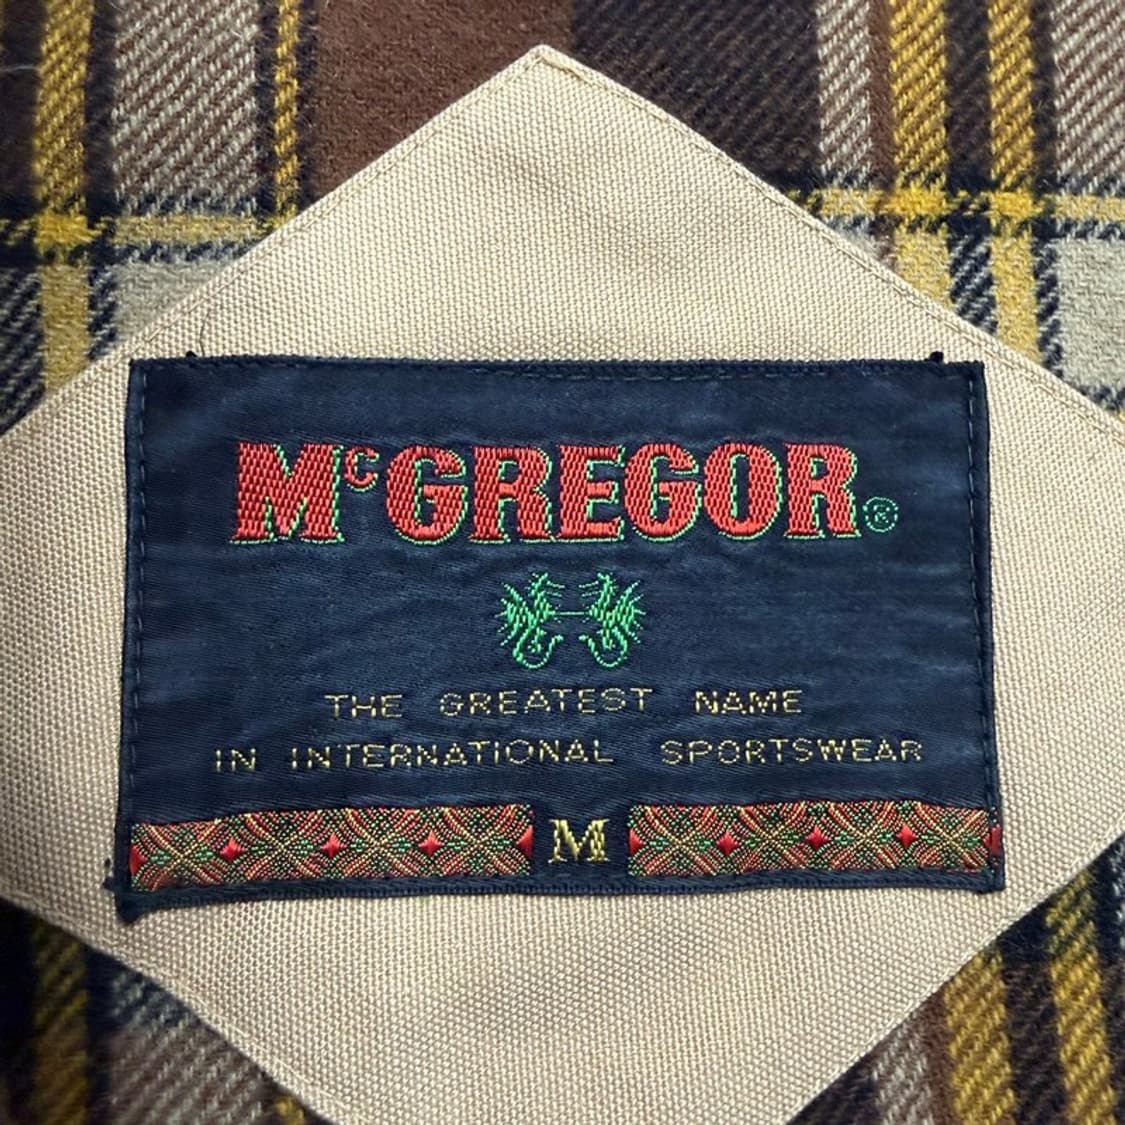 McGREGOR®
THE GREATEST NAME
IN INTERNATIONAL SPORTSWEAR
M